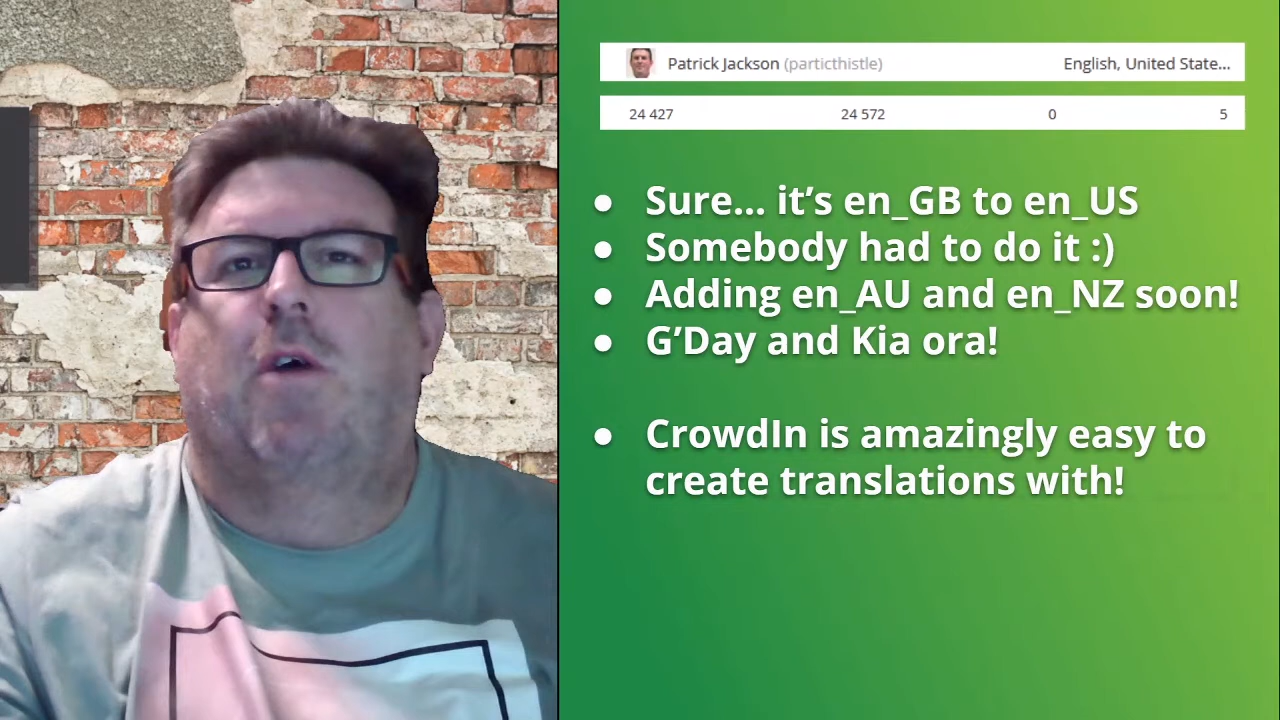 Patrick Jackson (particthistle) English, United State...
24 427 24 572 0 5
● Sure... it’s en_GB to en_US
● Somebody had to do it :)
● Adding en_AU and en_NZ soon!
● G’Day and Kia ora!
● CrowdIn is amazingly easy to
create translations with!